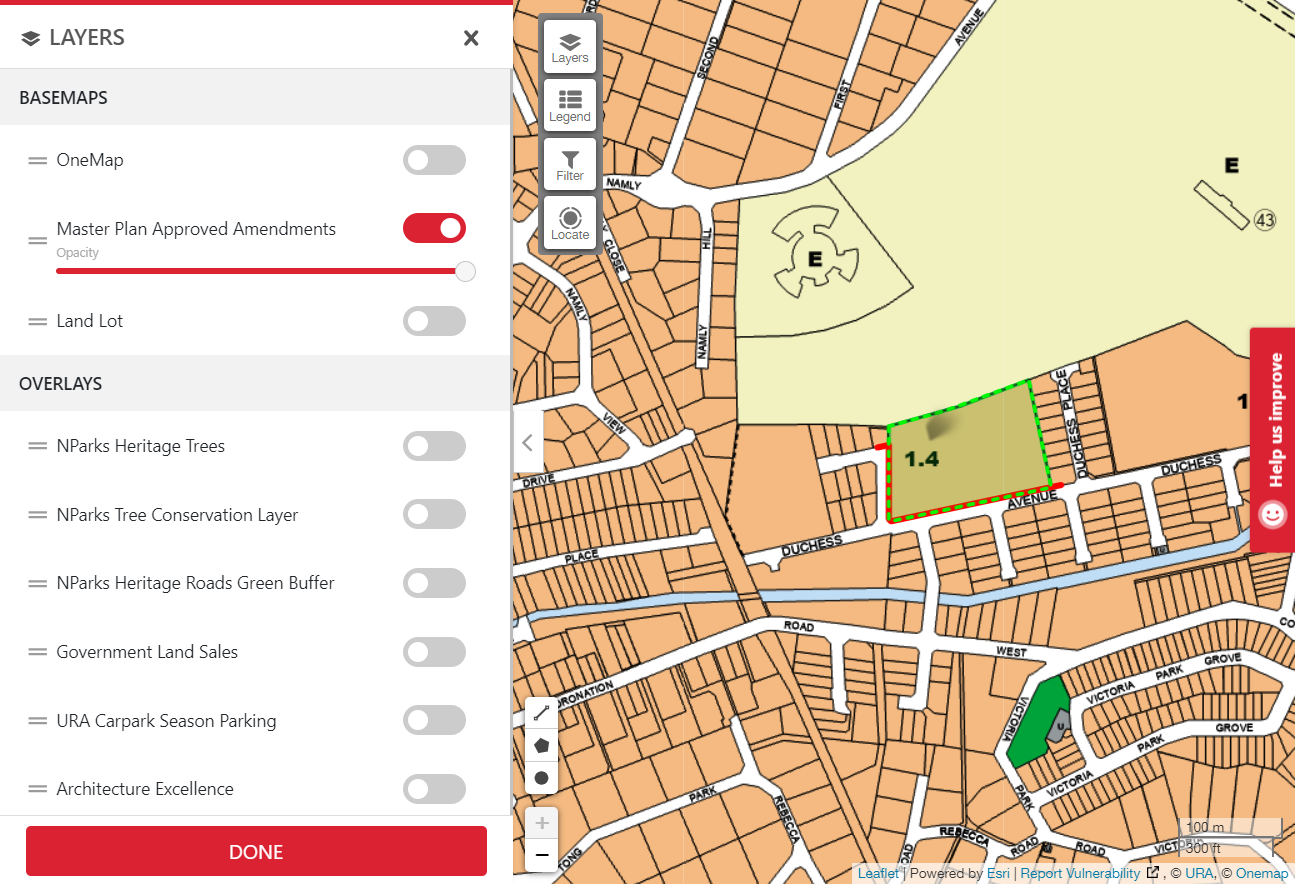 LAYERS
BASEMAPS
OneMap
Master Plan Approved Amendments
Opacity
Land Lot
OVERLAYS
NParks Heritage Trees
NParks Tree Conservation Layer
NParks Heritage Roads Green Buffer
Government Land Sales
URA Carpark Season Parking
Architecture Excellence
DONE
Layers
Legend
Filter
Locate
SECOND
FIRST
AVENUE
NAMLY
CLOSE
HILL
NAMLY
NAMLY
VIEW
DRIVE
PLACE
E
E
43
1.4
1
DUCHESS PLACE
AVENUE
DUCHESS
DUCHESS
ROAD
WEST
CORONATION
VICTORIA
PARK
VICTORIA PARK GROVE
VICTORIA PARK GROVE
U
PARK
REBECCA
REBECCA
ROAD
ROAD
ROAD
TONG
CO
Help us improve
100 m
300 ft
Leaflet | Powered by Esri | Report Vulnerability , © URA, © Onemap